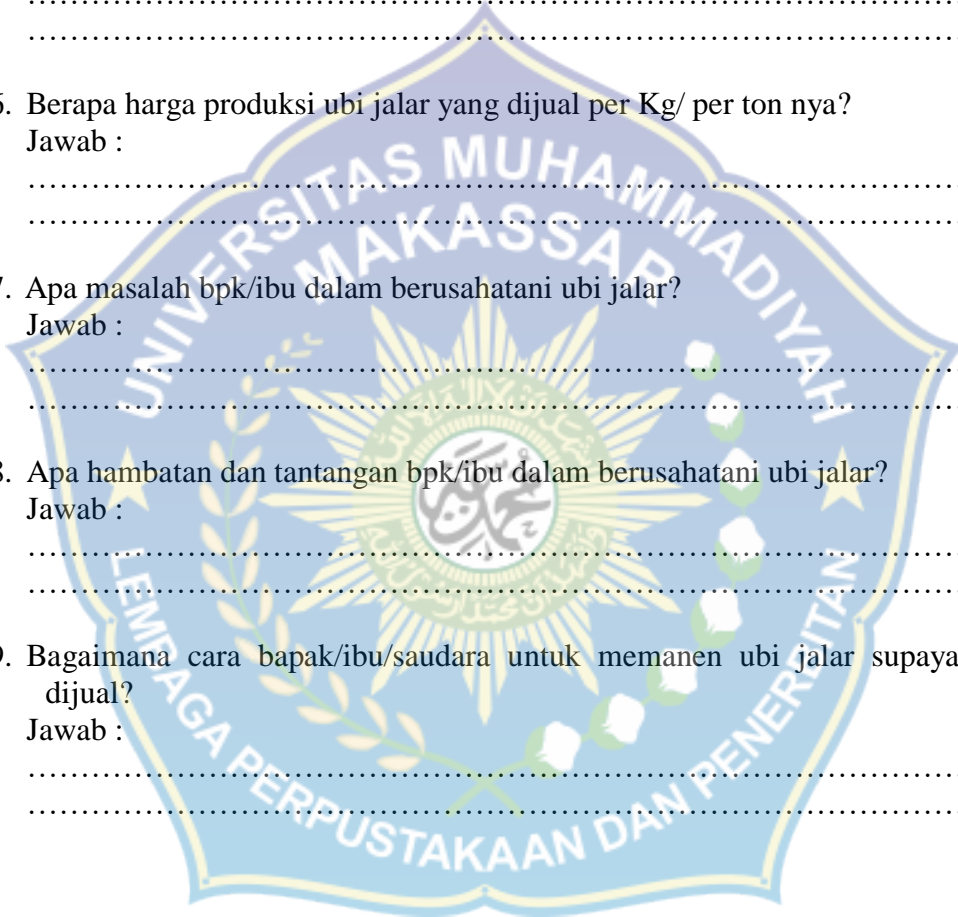 ……………………………………………………………………………
……………………………………………………………………………
6. Berapa harga produksi ubi jalar yang dijual per Kg/ per ton nya?
Jawab :
……………………………………………………………………………
……………………………………………………………………………
7. Apa masalah bpk/ibu dalam berusahatani ubi jalar?
Jawab :
……………………………………………………………………………
……………………………………………………………………………
8. Apa hambatan dan tantangan bpk/ibu dalam berusahatani ubi jalar?
Jawab :
……………………………………………………………………………
……………………………………………………………………………
9. Bagaimana cara bapak/ibu/saudara untuk memanen ubi jalar supaya
dijual?
Jawab :
……………………………………………………………………………
……………………………………………………………………………
UNIVERSITAS MUHAMMADIYAH
MAKASSAR
LEMBAGA PERPUSTAKAAN DAN PENERBITAN